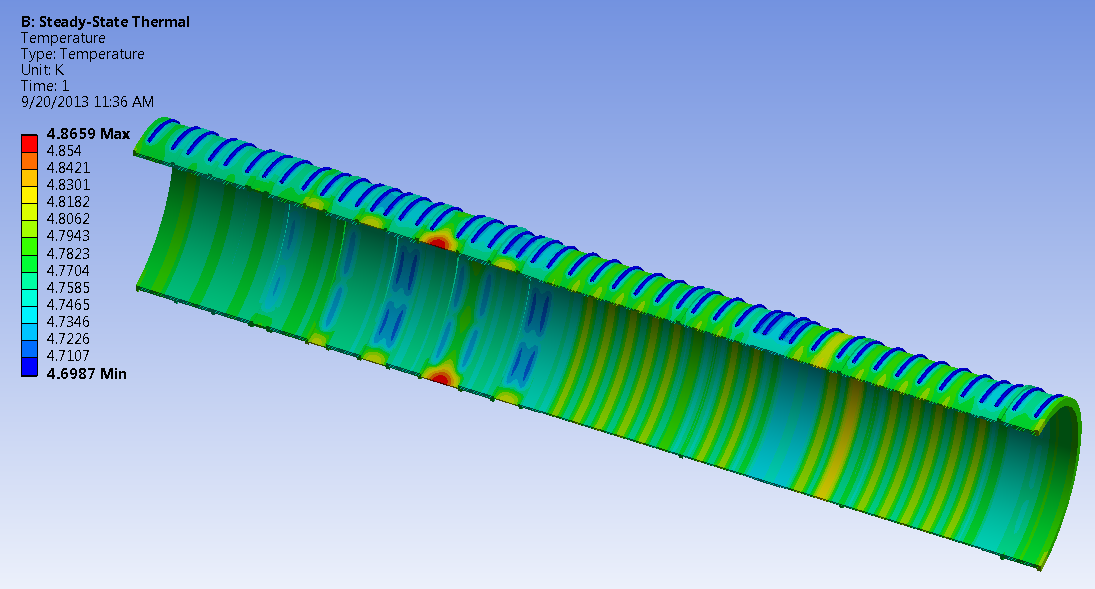 B: Steady-State Thermal
Temperature
Type: Temperature
Unit: K
Time: 1
9/20/2013 11:36 AM
4.8659 Max
4.854
4.8421
4.8301
4.8182
4.8062
4.7943
4.7823
4.7704
4.7585
4.7465
4.7346
4.7226
4.7107
4.6987 Min